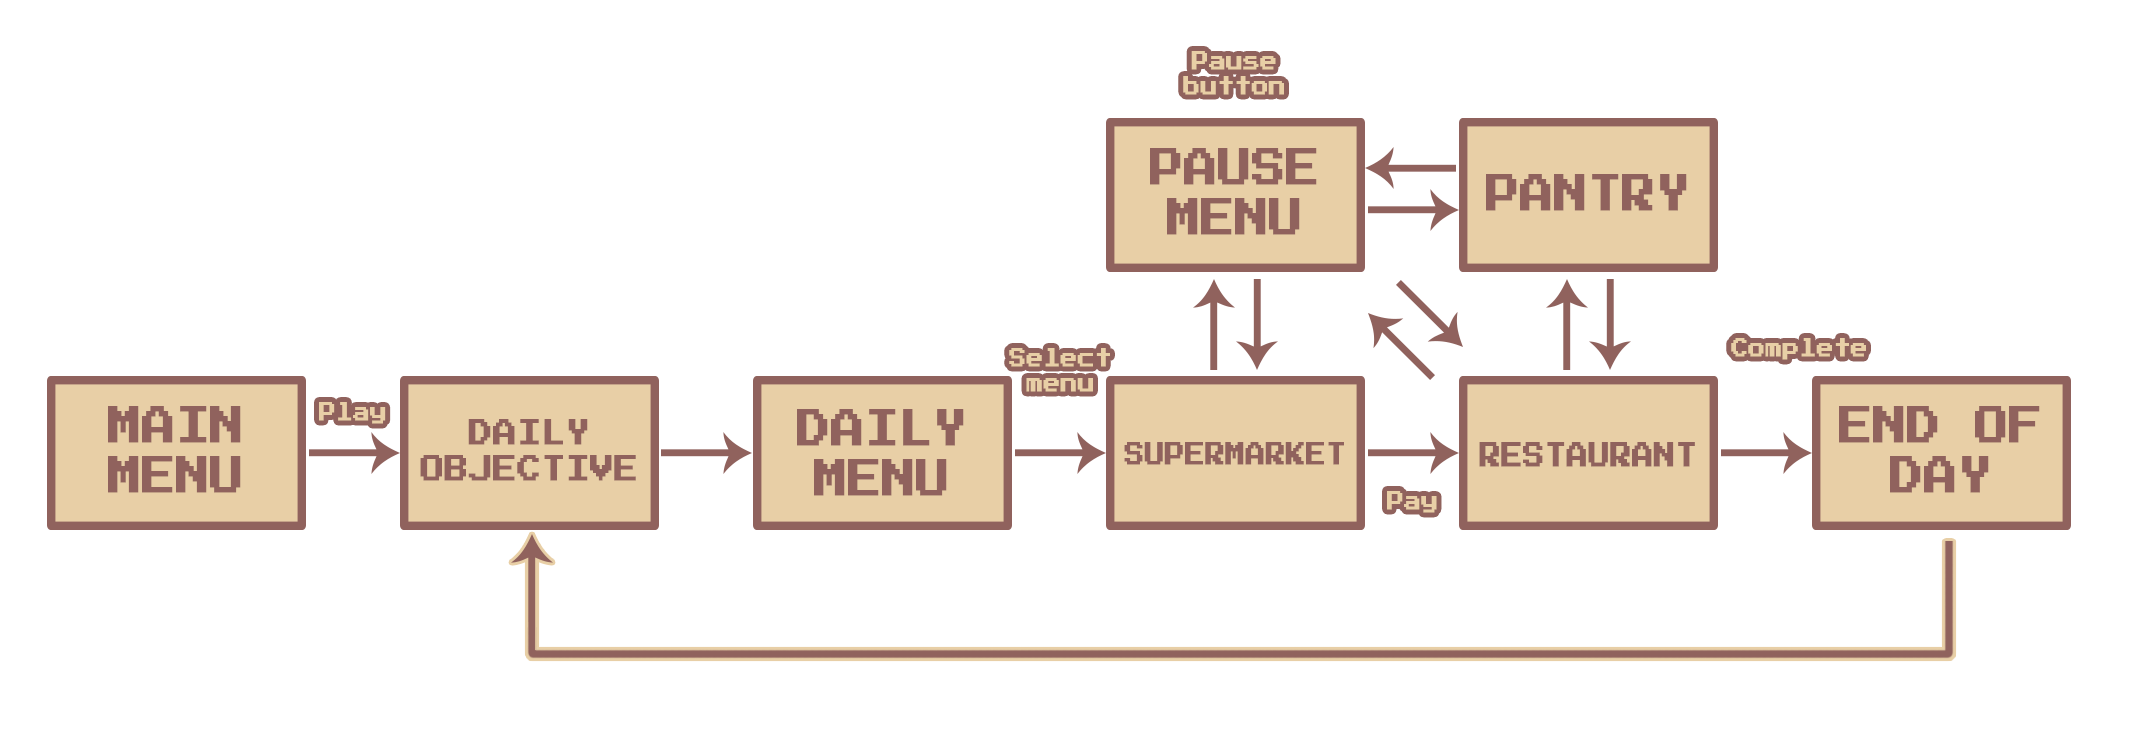 Pause
button
PAUSE
MENU
PANTRY
Select
menu
Complete
MAIN
MENU
Play
DAILY
OBJECTIVE
DAILY
MENU
SUPERMARKET
Pay
RESTAURANT
END OF
DAY